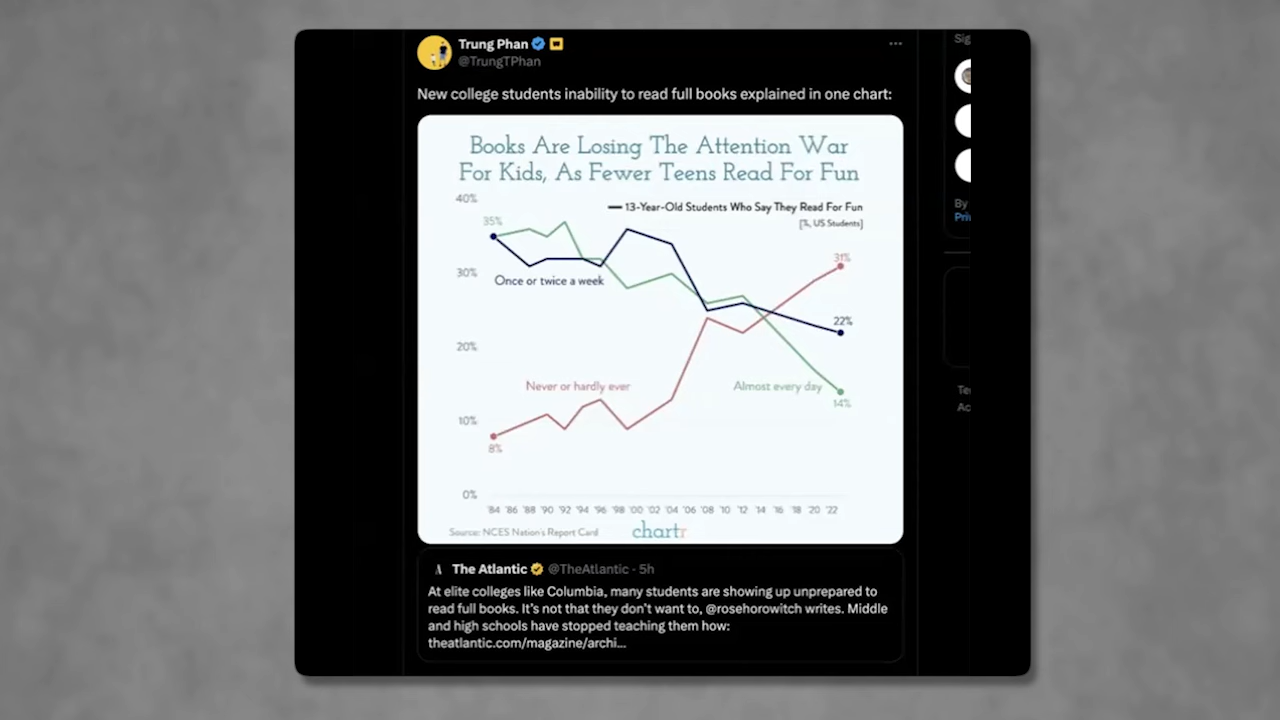 Trung Phan
@TrungTPhan
New college students inability to read full books explained in one chart:
Books Are Losing The Attention War
For Kids, As Fewer Teens Read For Fun
40%
13-Year-Old Students Who Say They Read For Fun
[%, US Students]
35%
31%
30%
Once or twice a week
22%
20%
Never or hardly ever
Almost every day
14%
10%
8%
0%
'84 '86 '88 '90 '92 '94 '96 '98 '00 '02 '04 '06 '08 '10 '12 '14 '16 '18 '20 '22
Source: NCES Nation's Report Card
chartr
The Atlantic @TheAtlantic · 5h
At elite colleges like Columbia, many students are showing up unprepared to
read full books. It's not that they don't want to, @rosehorowitch writes. Middle
and high schools have stopped teaching them how:
theatlantic.com/magazine/archi...
Sig
By
Pri
Te
Ac